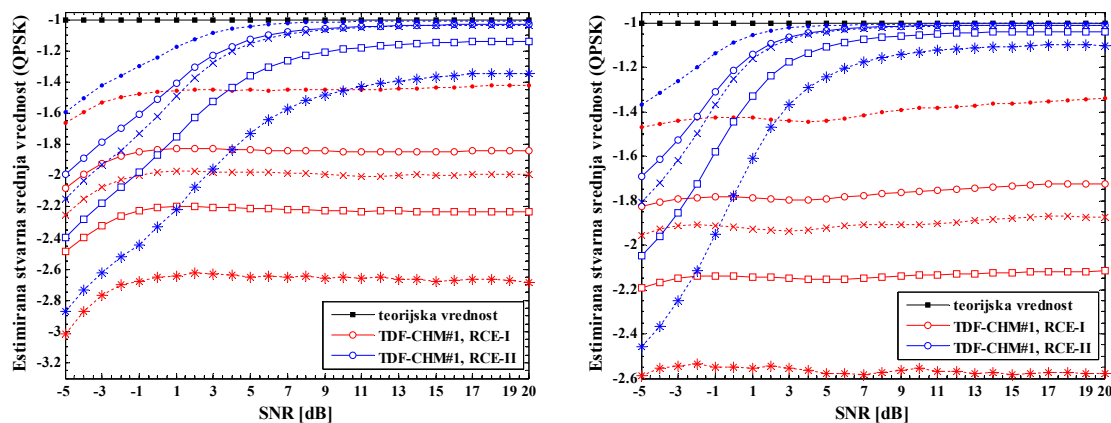 Estimirana stvarna srednja vrednost (QPSK)
-1
-1.2
-1.4
-1.6
-1.8
-2
-2.2
-2.4
-2.6
-2.8
-3
-3.2
-5 -3 -1 1 3 5 7 9 11 13 15 17 19 20
SNR [dB]
teorijska vrednost
TDF-CHM#1, RCE-I
TDF-CHM#1, RCE-II
Estimirana stvarna srednja vrednost (QPSK)
-1
-1.2
-1.4
-1.6
-1.8
-2
-2.2
-2.4
-2.6
-5 -3 -1 1 3 5 7 9 11 13 15 17 19 20
SNR [dB]
teorijska vrednost
TDF-CHM#1, RCE-I
TDF-CHM#1, RCE-II